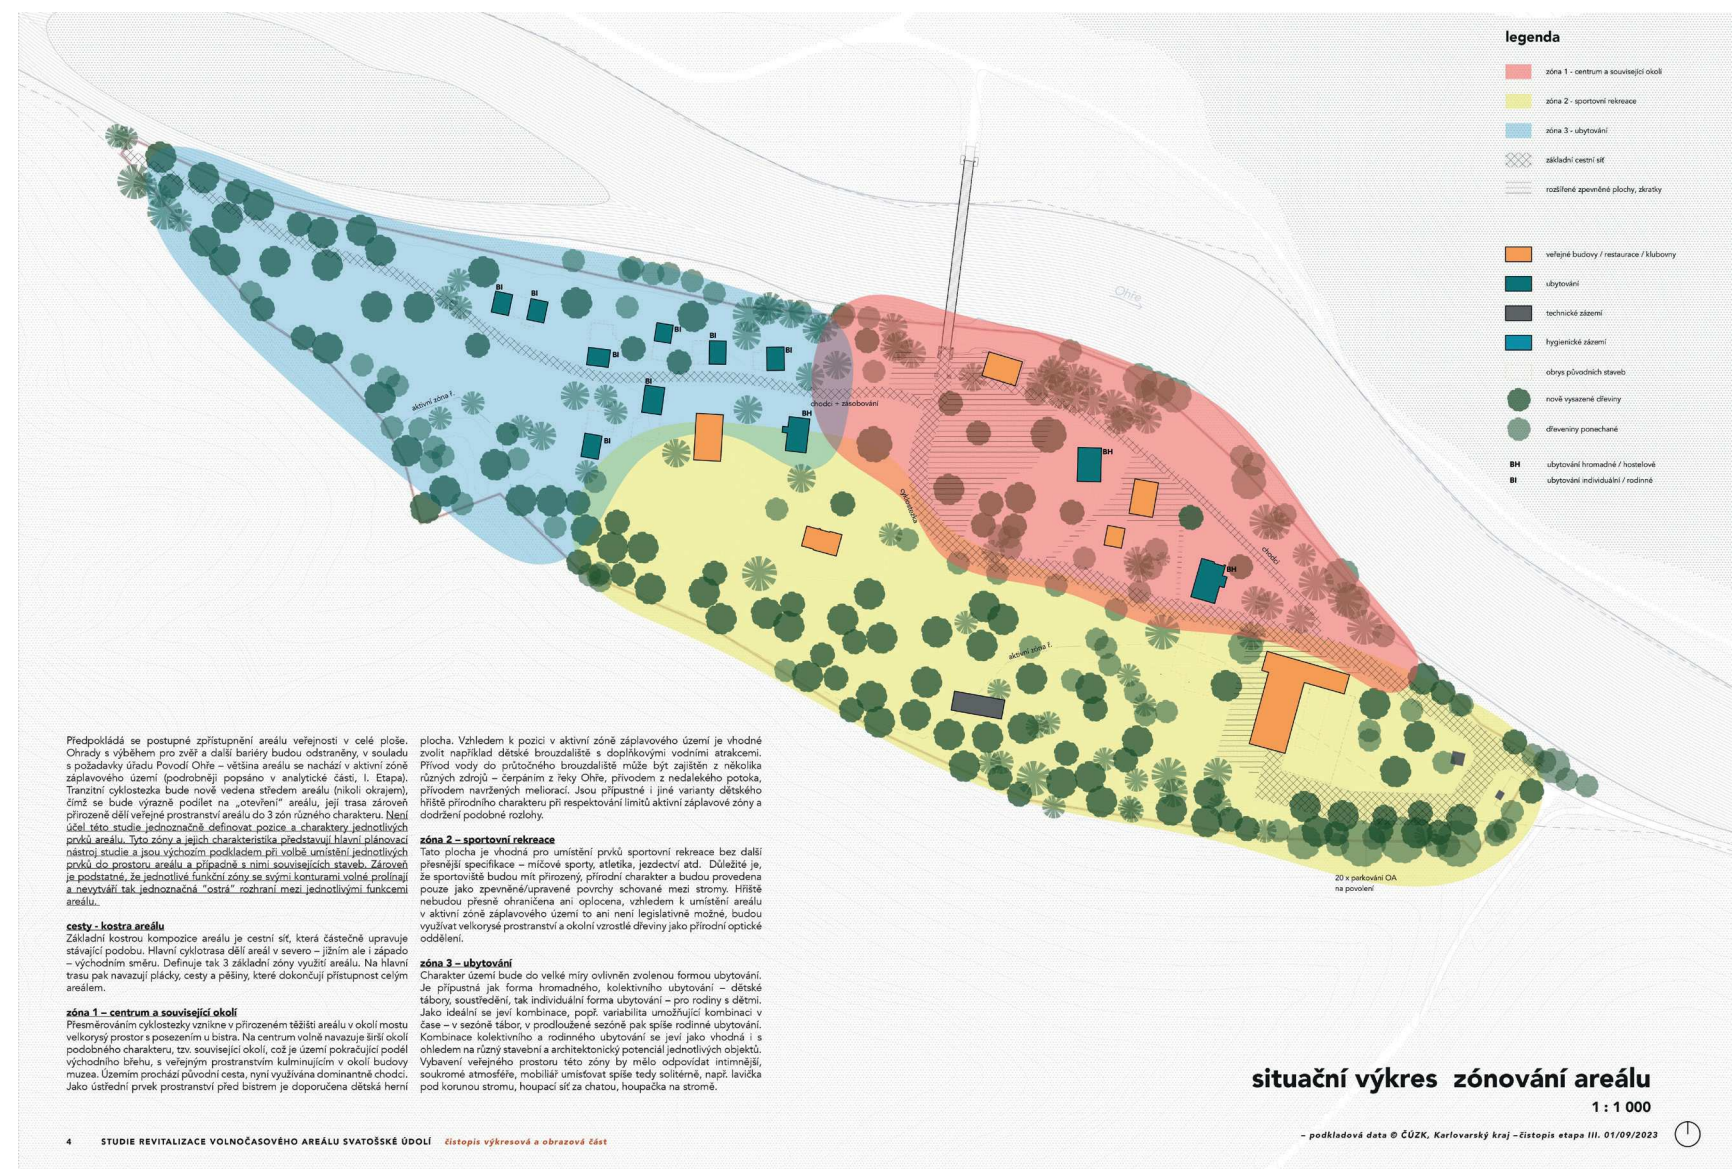 legenda
zóna 1 - centrum a související okolí
zóna 2 - sportovní rekreace
zóna 3 - ubytování
základní cestní síť
rozšířené zpevněné plochy, zkratky
veřejné budovy / restaurace / klubovny
ubytování
technické zázemí
hygienické zázemí
obrys původních staveb
nově vysazené dřeviny
dřeveniny ponechané
BH ubytování hromadné / hostelové
BI ubytování individuální / rodinné
Ohře
BI
BI
BI
BI
BI
BI
BI
BI
BH
BH
BH
aktivní zóna ř.
chodci + zásobování
cyklostezka
chodci
aktivní zóna ř.
20 x parkování OA
na povolení
Předpokládá se postupné zpřístupnění areálu veřejnosti v celé ploše.
Ohrady s výběhem pro zvěř a další bariéry budou odstraněny, v souladu
s požadavky úřadu Povodí Ohře – většina areálu se nachází v aktivní zóně
záplavového území (podrobněji popsáno v analytické části, I. Etapa).
Tranzitní cyklostezka bude nově vedena středem areálu (nikoli okrajem),
čímž se bude výrazně podílet na „otevření" areálu, její trasa zároveň
přirozeně dělí veřejné prostranství areálu do 3 zón různého charakteru. Není
účel této studie jednoznačně definovat pozice a charaktery jednotlivých
prvků areálu. Tyto zóny a jejich charakteristika představují hlavní plánovací
nástroj studie a jsou výchozím podkladem při volbě umístění jednotlivých
prvků do prostoru areálu a případně s nimi souvisejících staveb. Zároveň
je podstatné, že jednotlivé funkční zóny se svými konturami volně prolínají
a nevytváří tak jednoznačná "ostrá" rozhraní mezi jednotlivými funkcemi
areálu.
cesty - kostra areálu
Základní kostrou kompozice areálu je cestní síť, která částečně upravuje
stávající podobu. Hlavní cyklotrasa dělí areál v severo – jižním ale i západo
– východním směru. Definuje tak 3 základní zóny využití areálu. Na hlavní
trasu pak navazují plácky, cesty a pěšiny, které dokončují přístupnost celým
areálem.
zóna 1 – centrum a související okolí
Přesměrováním cyklostezky vznikne v přirozeném těžišti areálu v okolí mostu
velkorysý prostor s posezením u bistra. Na centrum volně navazuje širší okolí
podobného charakteru, tzv. související okolí, což je území pokračující podél
východního břehu, s veřejným prostranstvím kulminujícím v okolí budovy
muzea. Územím prochází původní cesta, nyní využívána dominantně chodci.
Jako ústřední prvek prostranství před bistrem je doporučena dětská herní
plocha. Vzhledem k pozici v aktivní zóně záplavového území je vhodné
zvolit například dětské brouzdaliště s doplňkovými vodními atrakcemi.
Přívod vody do průtočného brouzdaliště může být zajištěn z několika
různých zdrojů – čerpáním z řeky Ohře, přívodem z nedalekého potoka,
přívodem navržených meliorací. Jsou přípustné i jiné varianty dětského
hřiště přírodního charakteru při respektování limitů aktivní záplavové zóny a
dodržení podobné rozlohy.
zóna 2 – sportovní rekreace
Tato plocha je vhodná pro umístění prvků sportovní rekreace bez další
přesnější specifikace – míčové sporty, atletika, jezdectví atd. Důležité je,
že sportoviště budou mít přirozený, přírodní charakter a budou provedena
pouze jako zpevněné/upravené povrchy schované mezi stromy. Hřiště
nebudou přesně ohraničena ani oplocena, vzhledem k umístění areálu
v aktivní zóně záplavového území to ani není legislativně možné, budou
využívat velkorysé prostranství a okolní vzrostlé dřeviny jako přírodní optické
oddělení.
zóna 3 – ubytování
Charakter území bude do velké míry ovlivněn zvolenou formou ubytování.
Je přípustná jak forma hromadného, kolektivního ubytování – dětské
tábory, soustředění, tak individuální forma ubytování – pro rodiny s dětmi.
Jako ideální se jeví kombinace, popř. variabilita umožňující kombinaci v
čase – v sezóně tábor, v prodloužené sezóně pak spíše rodinné ubytování.
Kombinace kolektivního a rodinného ubytování se jeví jako vhodná i s
ohledem na různý stavební a architektonický potenciál jednotlivých objektů.
Vybavení veřejného prostoru této zóny by mělo odpovídat intimnější,
soukromé atmosféře, mobiliář umísťovat spíše tedy solitérně, např. lavička
pod korunou stromu, houpací síť za chatou, houpačka na stromě.
situační výkres zónování areálu
1 : 1 000
– podkladová data © ČÚZK, Karlovarský kraj –čistopis etapa III. 01/09/2023
4 STUDIE REVITALIZACE VOLNOČASOVÉHO AREÁLU SVATOŠSKÉ ÚDOLÍ čistopis výkresová a obrazová část